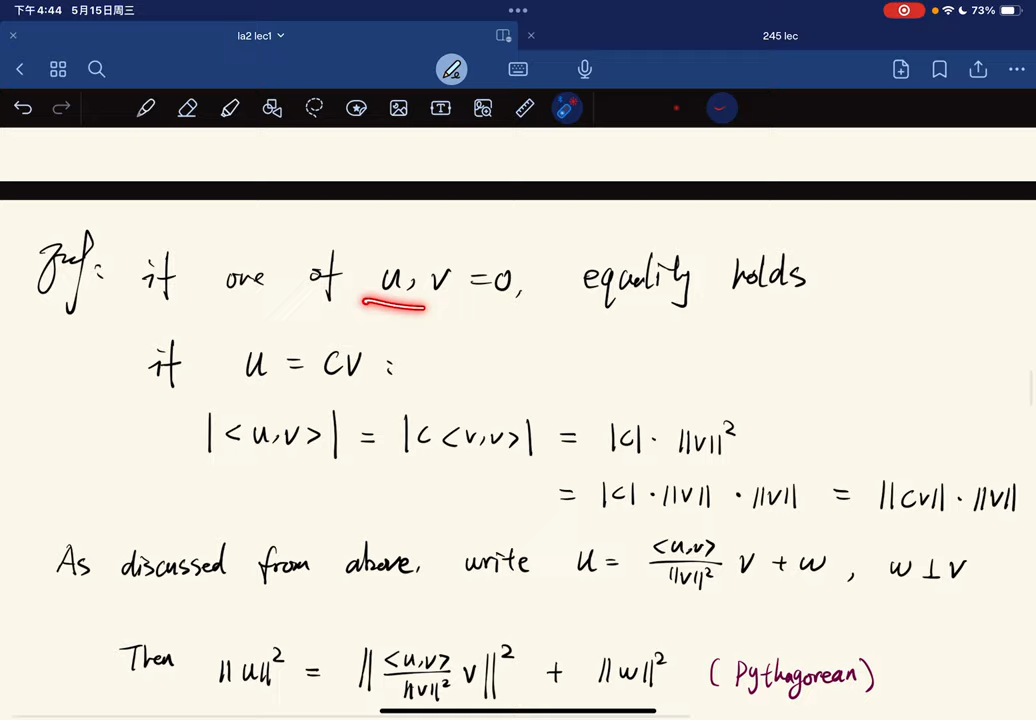 下午4:44 5月15日周三 73%
la2 lec1 245 lec
Prf: if one of u, v = 0, equality holds
if u = cv :
|<u,v>| = |c <v,v>| = |c| · ||v||²
= |c| · ||v|| · ||v|| = ||cv|| · ||v||
As discussed from above, write u = <u,v>/||v||² v + w , w ⊥ v
Then ||u||² = || <u,v>/||v||² v ||² + ||w||² (Pythagorean)